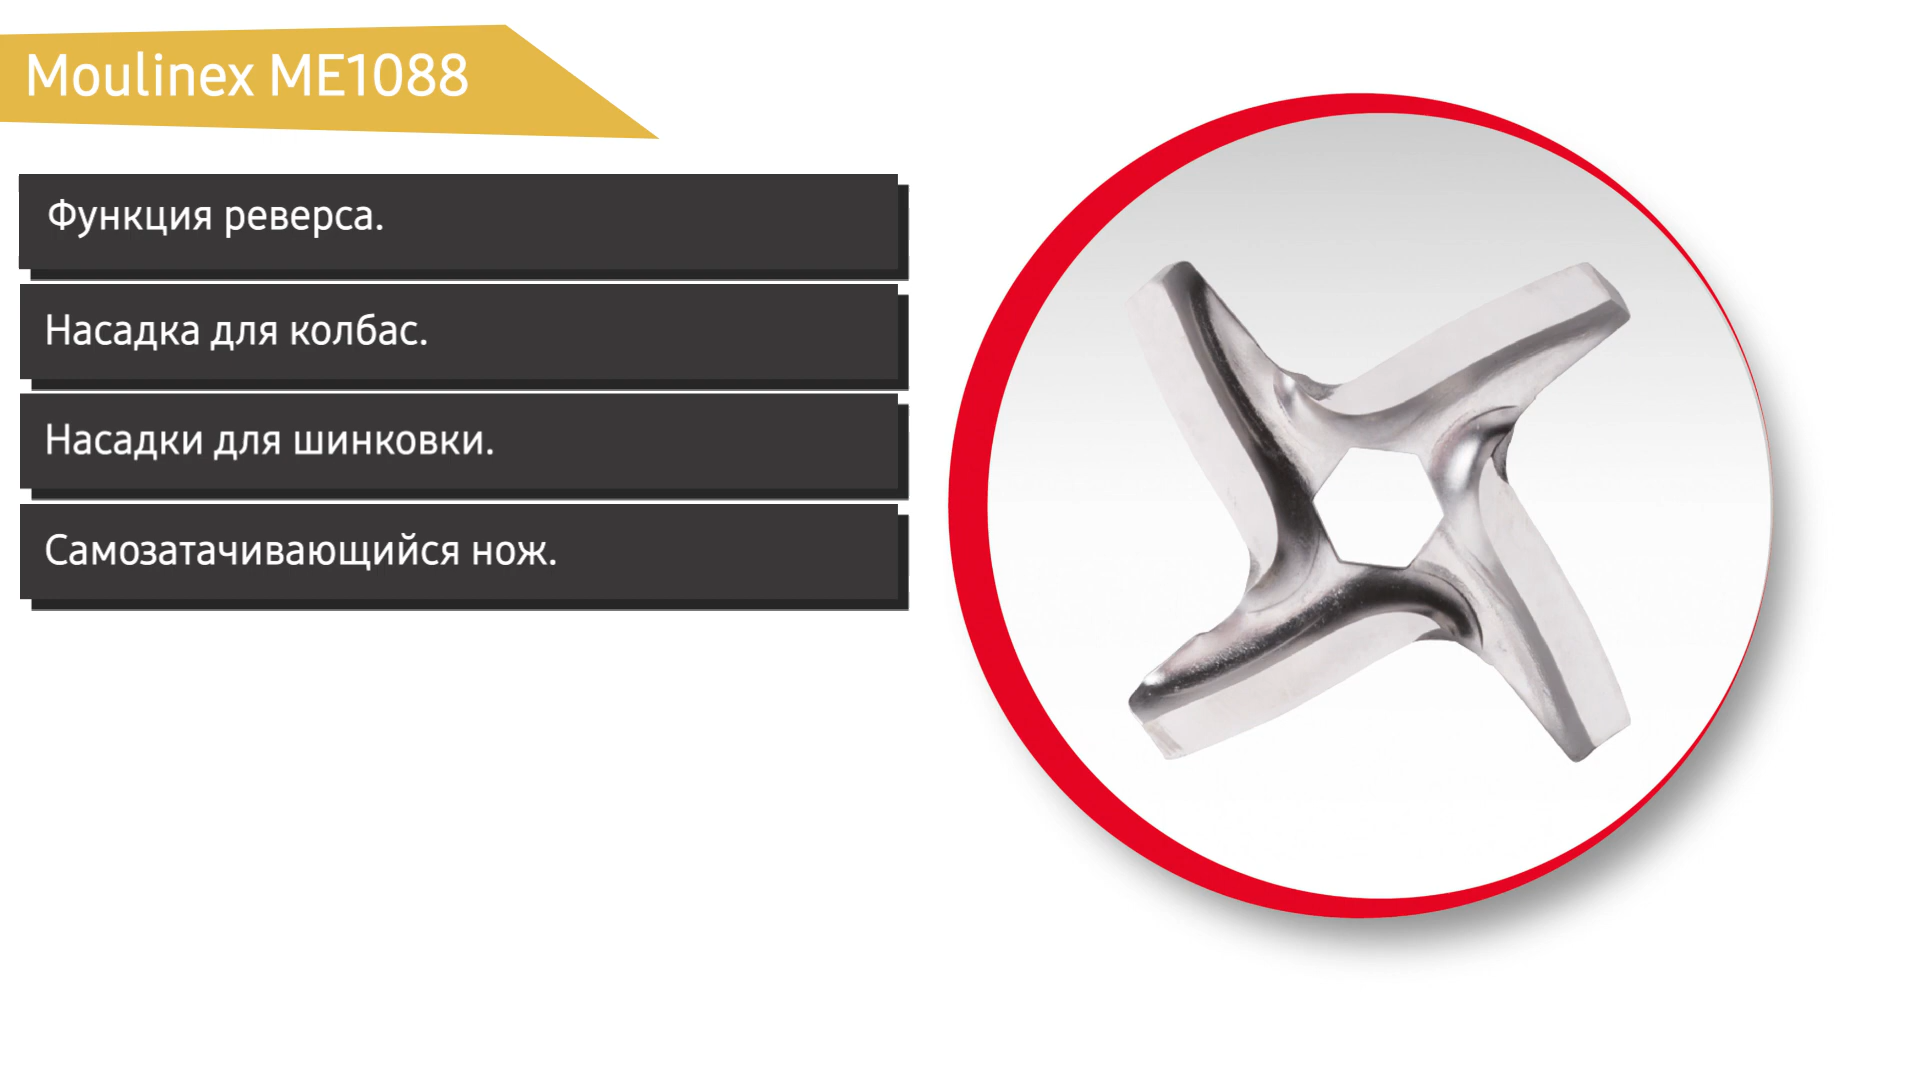 Moulinex ME1088
Функция реверса.
Насадка для колбас.
Насадки для шинковки.
Самозатачивающийся нож.